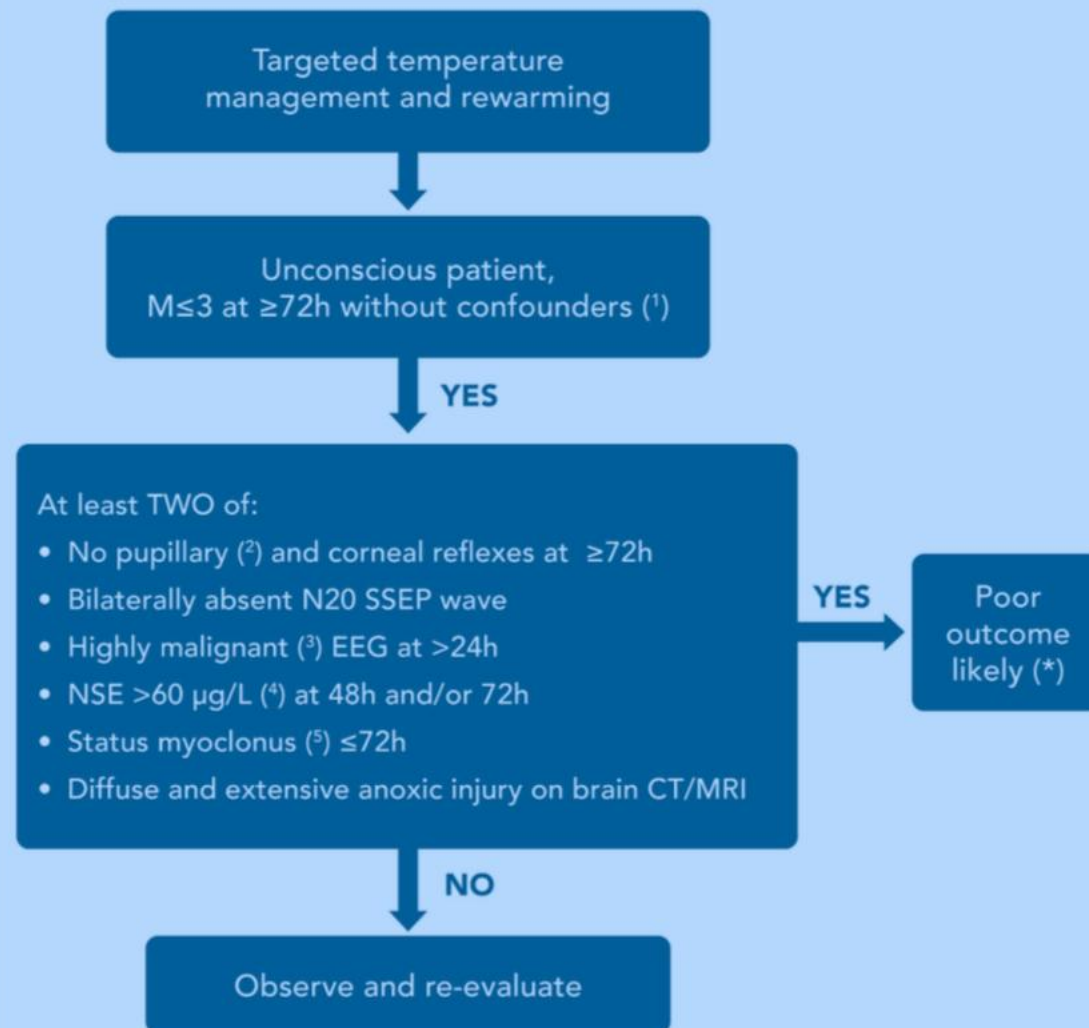 Targeted temperature
management and rewarming
Unconscious patient,
M≤3 at ≥72h without confounders (¹)
YES
At least TWO of:
• No pupillary (²) and corneal reflexes at ≥72h
• Bilaterally absent N20 SSEP wave
• Highly malignant (³) EEG at >24h
• NSE >60 µg/L (⁴) at 48h and/or 72h
• Status myoclonus (⁵) ≤72h
• Diffuse and extensive anoxic injury on brain CT/MRI
YES
Poor
outcome
likely (*)
NO
Observe and re-evaluate